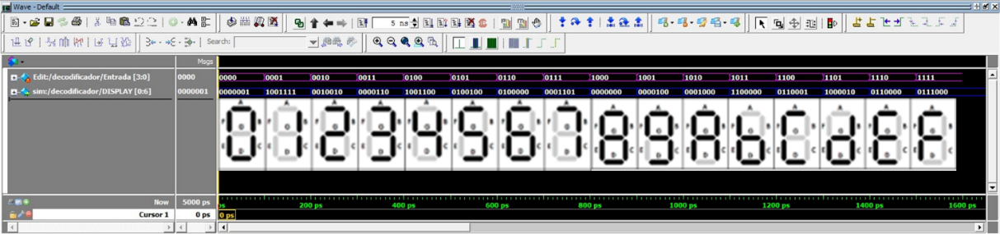 Wave - Default
5 ns
Search:
Msgs
Edit:/decodificador/Entrada [3:0] 0000 0000 0001 0010 0011 0100 0101 0110 0111 1000 1001 1010 1011 1100 1101 1110 1111
sim:/decodificador/DISPLAY [0:6] 0000001 0000001 1001111 0010010 0000110 1001100 0100100 0100000 0001101 0000000 0000100 0001000 1100000 0110001 1000010 0110000 0111000
Now 5000 ps ps 200 ps 400 ps 600 ps 800 ps 1000 ps 1200 ps 1400 ps 1600 ps
Cursor 1 0 ps 0 ps